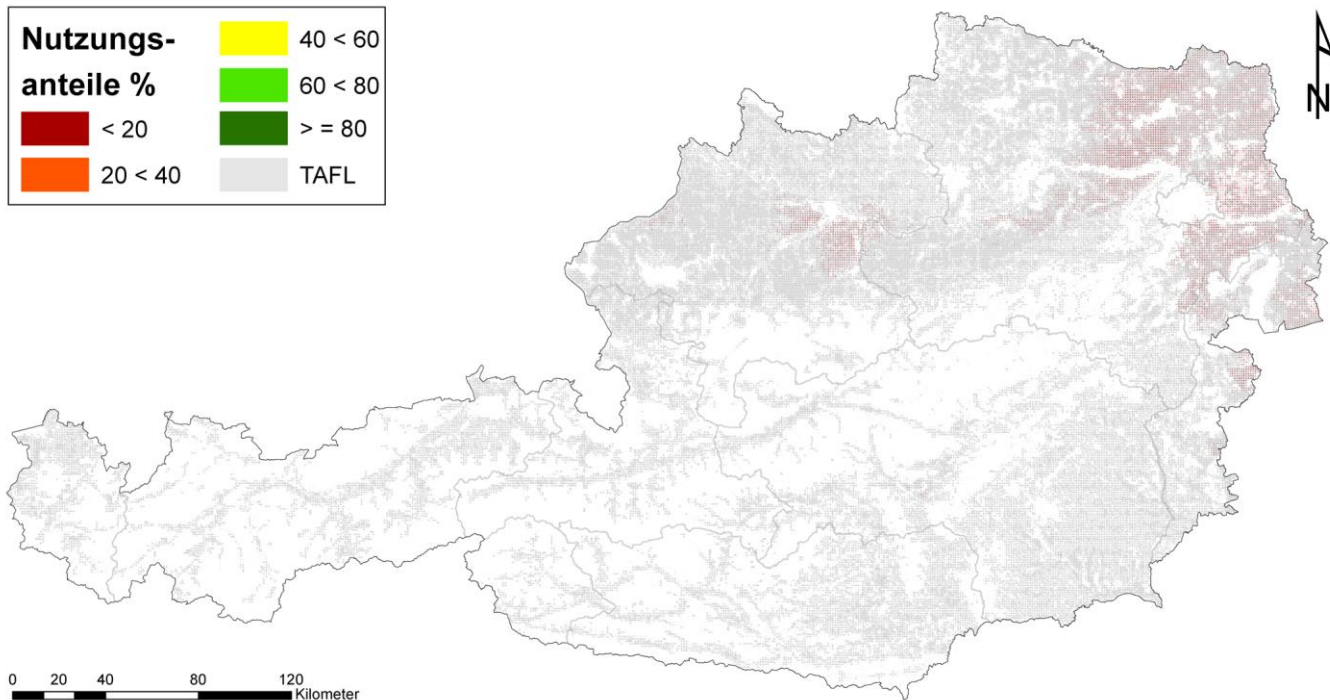 Nutzungs-
anteile %
< 20
20 < 40
40 < 60
60 < 80
> = 80
TAFL
N
0 20 40 80 120
Kilometer